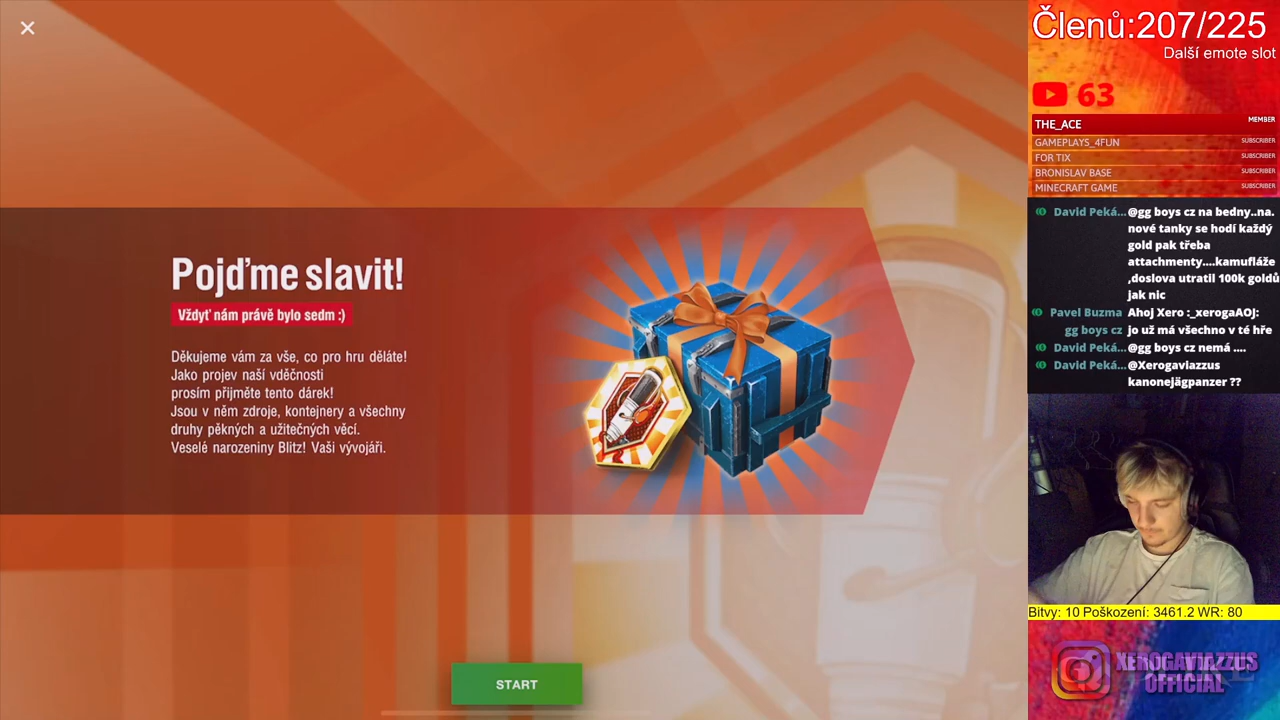 Pojďme slavit!
Vždyť nám právě bylo sedm :)
Děkujeme vám za vše, co pro hru děláte!
Jako projev naší vděčnosti
prosím přijměte tento dárek!
Jsou v něm zdroje, kontejnery a všechny
druhy pěkných a užitečných věcí.
Veselé narozeniny Blitz! Vaši vývojáři.
START
Členů:207/225
Další emote slot
63
THE_ACE MEMBER
GAMEPLAYS_4FUN SUBSCRIBER
FOR TIX SUBSCRIBER
BRONISLAV BASE SUBSCRIBER
MINECRAFT GAME SUBSCRIBER
David Peká... @gg boys cz na bedny..na.
nové tanky se hodí každý
gold pak třeba
attachmenty....kamufláže
,doslova utratil 100k goldů
jak nic
Pavel Buzma Ahoj Xero :_xerogaAOJ:
gg boys cz jo už má všechno v té hře
David Peká... @gg boys cz nemá ....
David Peká... @Xerogaviazzus
kanonejägpanzer ??
Bitvy: 10 Poškození: 3461.2 WR: 80
XEROGAVIAZZUS
OFFICIAL